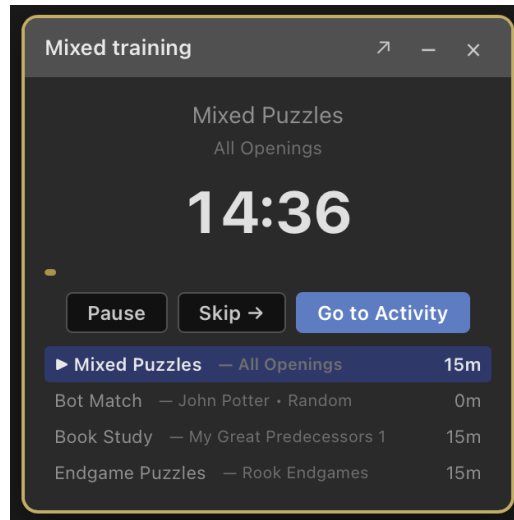 Mixed training
Mixed Puzzles
All Openings
14:36
Pause Skip → Go to Activity
▶ Mixed Puzzles — All Openings 15m
Bot Match — John Potter • Random 0m
Book Study — My Great Predecessors 1 15m
Endgame Puzzles — Rook Endgames 15m